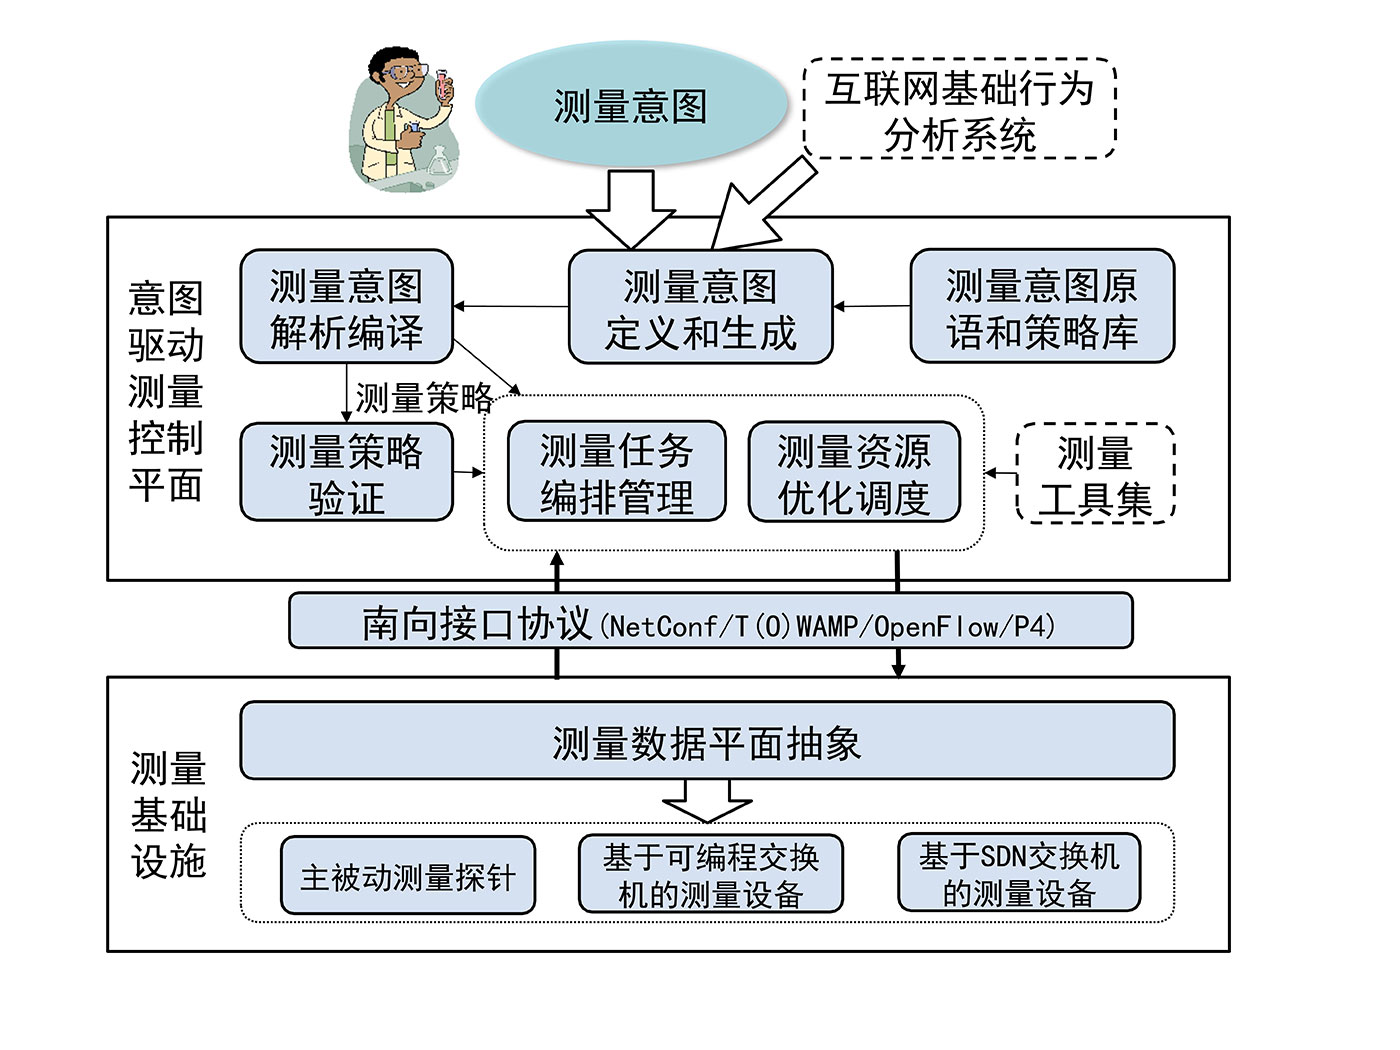 测量意图
互联网基础行为
分析系统
意图
驱动
测量
控制
平面
测量意图
解析编译
测量意图
定义和生成
测量意图原
语和策略库
测量策略
测量策略
验证
测量任务
编排管理
测量资源
优化调度
测量
工具集
南向接口协议(NetConf/T(O)WAMP/OpenFlow/P4)
测量
基础
设施
测量数据平面抽象
主被动测量探针
基于可编程交换
机的测量设备
基于SDN交换机
的测量设备